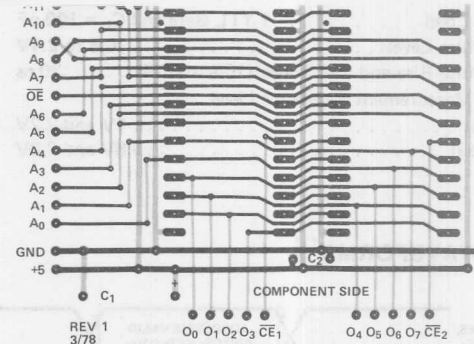 A10
A9
A8
A7
OE
A6
A5
A4
A3
A2
A1
A0
GND
+5
+
C1
C2
COMPONENT SIDE
REV 1
3/78
O0 O1 O2 O3 CE1
O4 O5 O6 O7 CE2